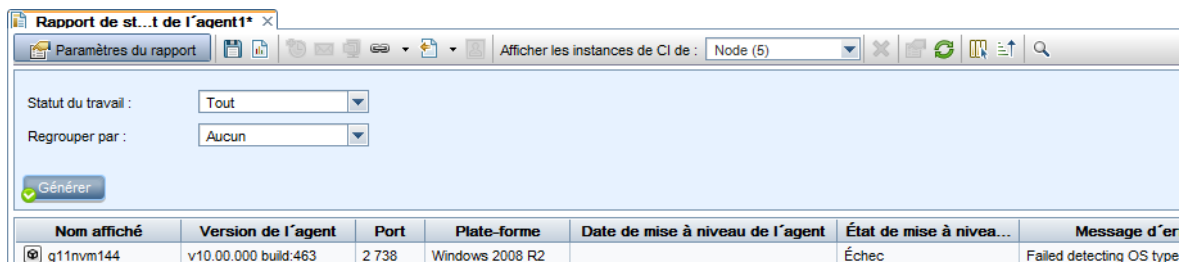 Rapport de st...t de l´agent1*
Paramètres du rapport Afficher les instances de CI de : Node (5)
Statut du travail : Tout
Regrouper par : Aucun
Générer
Nom affiché Version de l´agent Port Plate-forme Date de mise à niveau de l´agent État de mise à nivea... Message d´er
g11nvm144 v10.00.000 build:463 2 738 Windows 2008 R2 Échec Failed detecting OS type